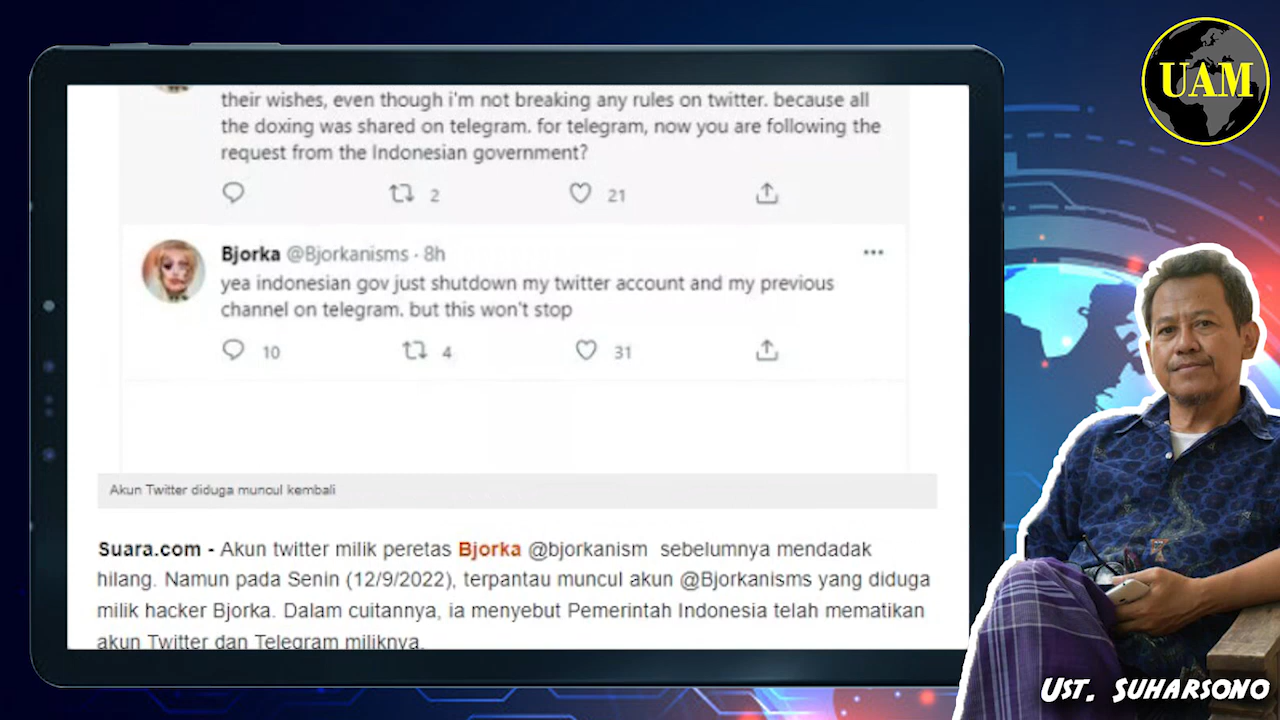 their wishes, even though i'm not breaking any rules on twitter. because all
the doxing was shared on telegram. for telegram, now you are following the
request from the Indonesian government?
2 21
Bjorka @Bjorkanisms · 8h
yea indonesian gov just shutdown my twitter account and my previous
channel on telegram. but this won't stop
10 4 31
Akun Twitter diduga muncul kembali
Suara.com - Akun twitter milik peretas Bjorka @bjorkanism sebelumnya mendadak
hilang. Namun pada Senin (12/9/2022), terpantau muncul akun @Bjorkanisms yang diduga
milik hacker Bjorka. Dalam cuitannya, ia menyebut Pemerintah Indonesia telah mematikan
akun Twitter dan Telegram miliknya.
UAM
UST. SUHARSONO